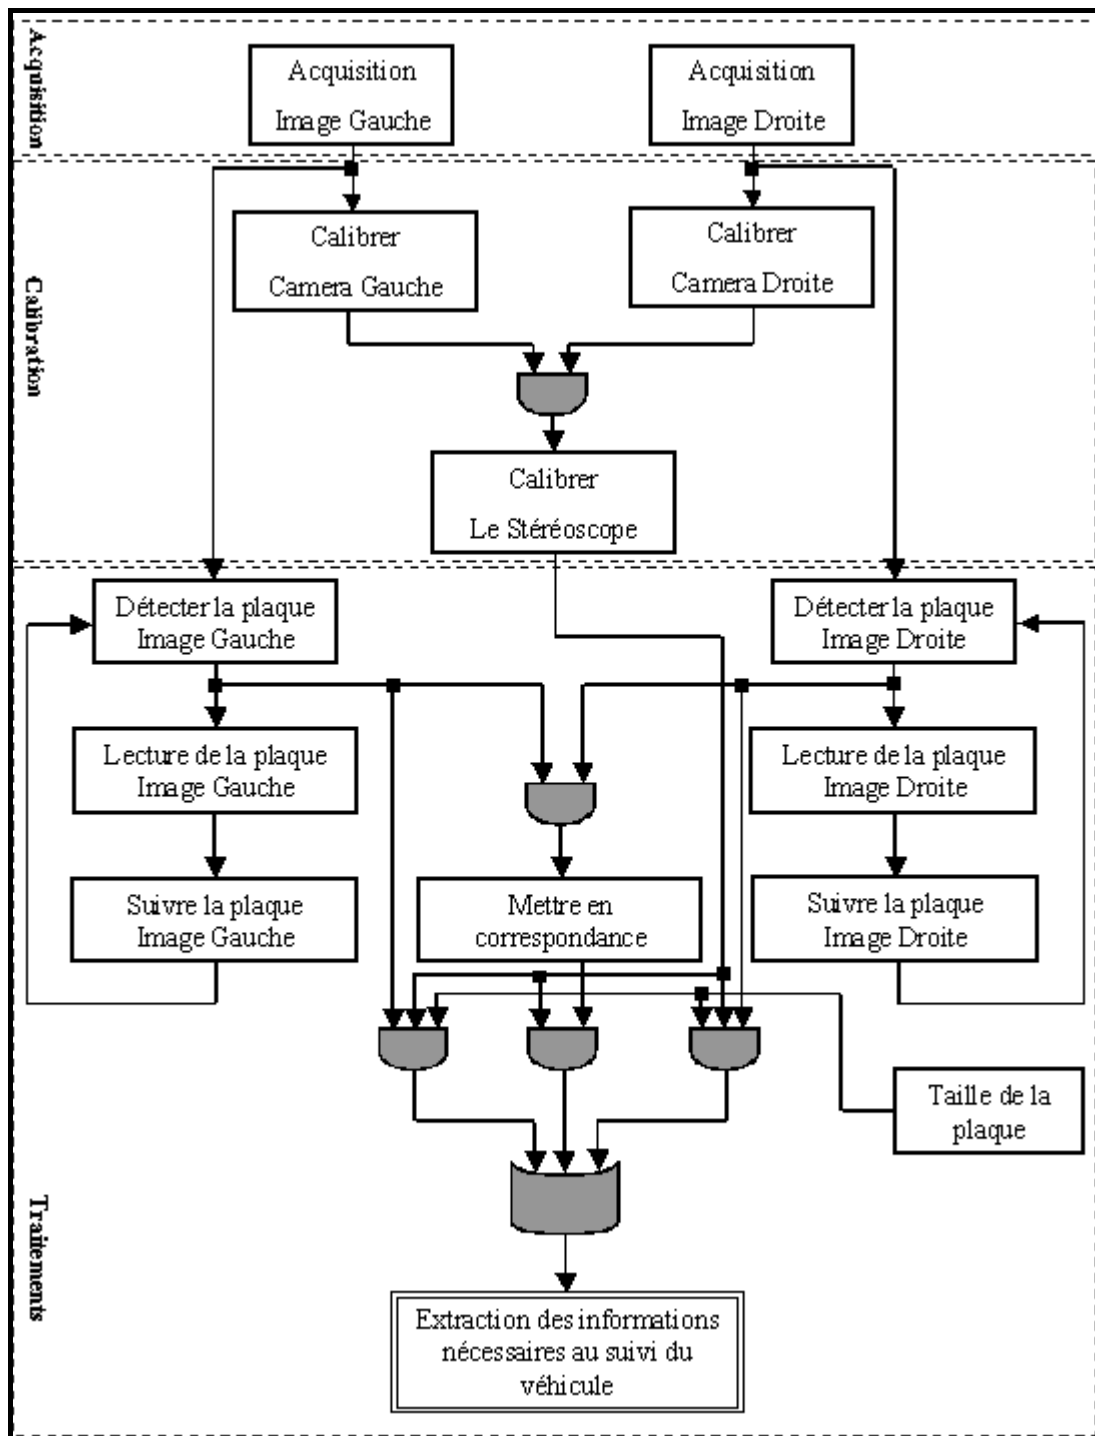 Acquisition
Acquisition
Image Gauche
Acquisition
Image Droite
Calibration
Calibrer
Camera Gauche
Calibrer
Camera Droite
Calibrer
Le Stéréoscope
Traitements
Détecter la plaque
Image Gauche
Détecter la plaque
Image Droite
Lecture de la plaque
Image Gauche
Lecture de la plaque
Image Droite
Suivre la plaque
Image Gauche
Mettre en
correspondance
Suivre la plaque
Image Droite
Taille de la
plaque
Extraction des informations
nécessaires au suivi du
véhicule